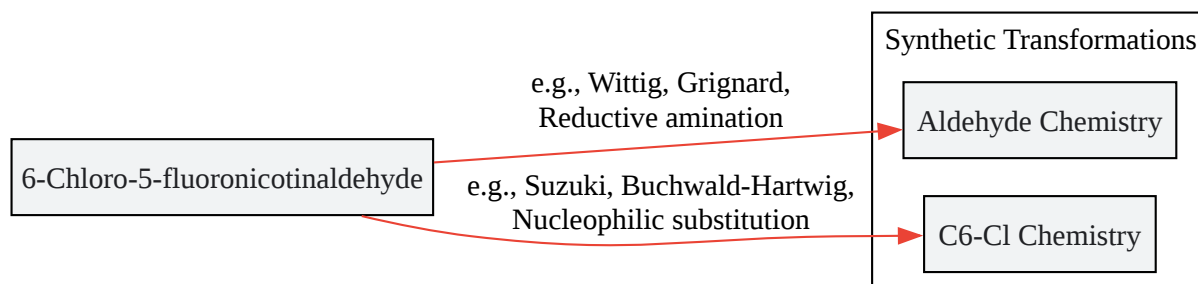 Synthetic Transformations
e.g., Wittig, Grignard,
Reductive amination
Aldehyde Chemistry
6-Chloro-5-fluoronicotinaldehyde
e.g., Suzuki, Buchwald-Hartwig,
Nucleophilic substitution
C6-Cl Chemistry